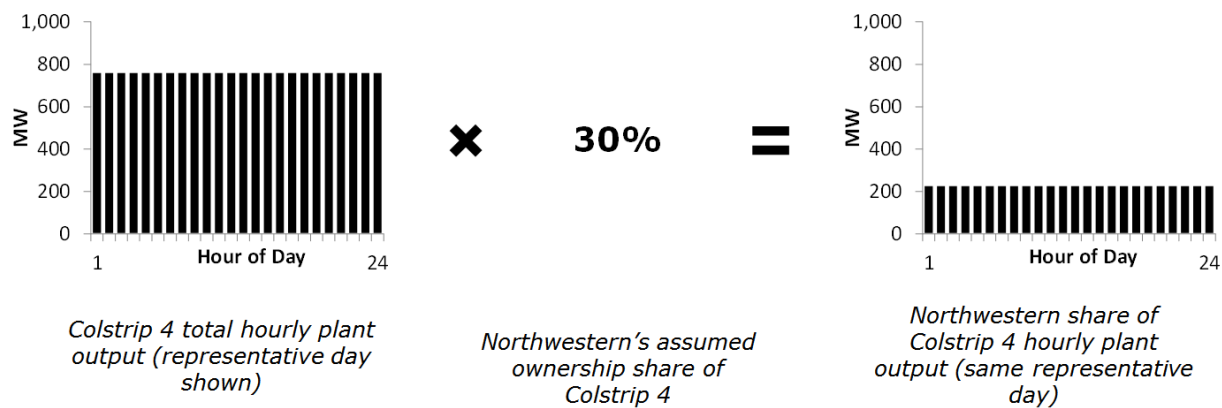 1,000
800
600
400
200
0
MW
1
Hour of Day
24
Colstrip 4 total hourly plant
output (representative day
shown)
×
30%
Northwestern’s assumed
ownership share of
Colstrip 4
=
1,000
800
600
400
200
0
MW
1
Hour of Day
24
Northwestern share of
Colstrip 4 hourly plant
output (same representative
day)